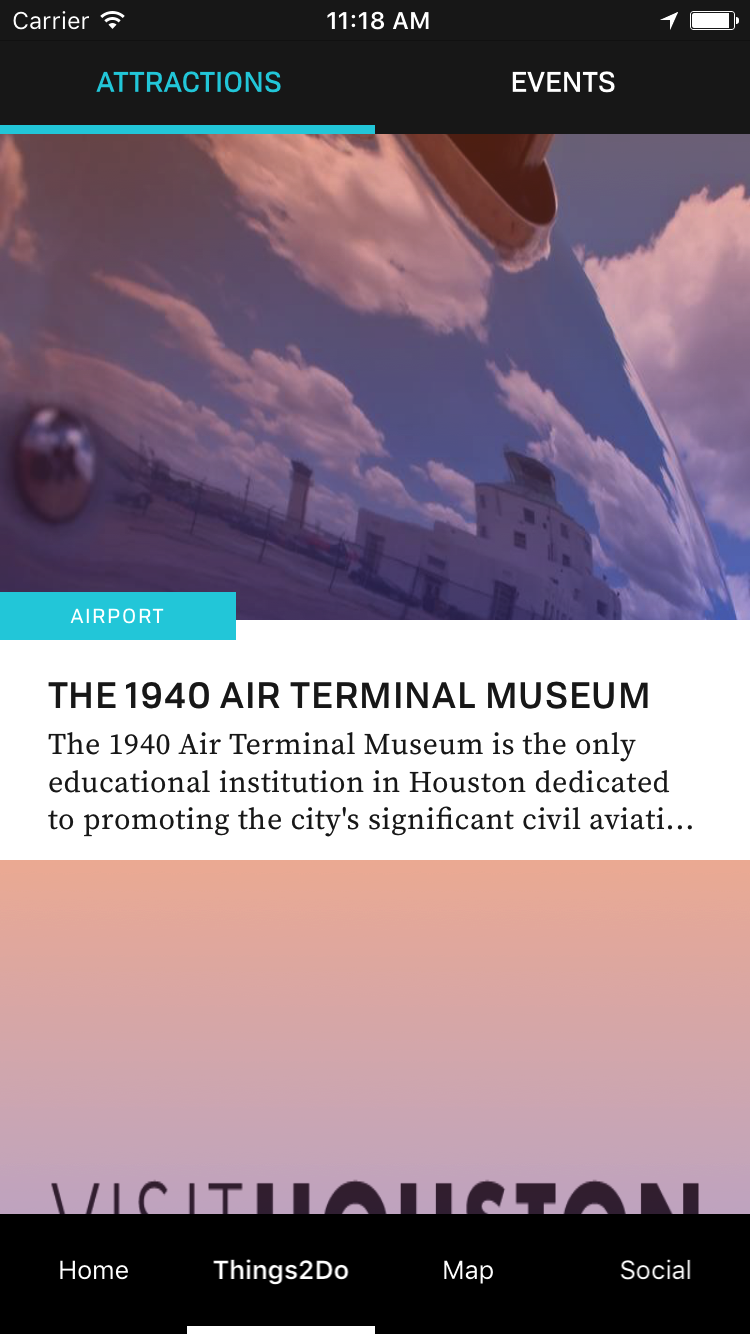 Carrier 11:18 AM
ATTRACTIONS EVENTS
AIRPORT
THE 1940 AIR TERMINAL MUSEUM
The 1940 Air Terminal Museum is the only
educational institution in Houston dedicated
to promoting the city's significant civil aviati...
VISITHOUSTON
Home Things2Do Map Social